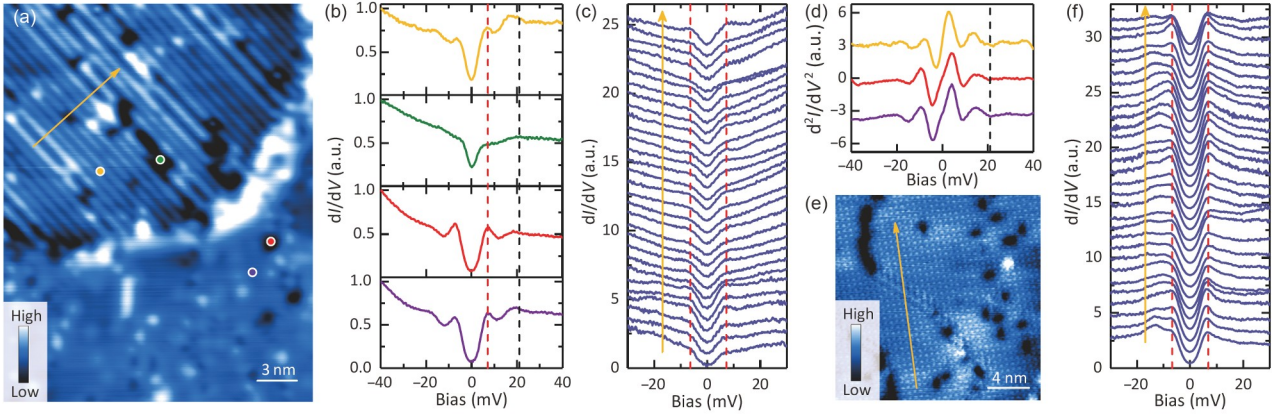 (a)
High
Low
3 nm
(b)
dI/dV (a.u.)
1.0
0.5
1.0
0.5
1.0
0.5
1.0
0.5
0.0
−40 −20 0 20 40
Bias (mV)
(c)
dI/dV (a.u.)
25
20
15
10
5
0
−20 0 20
Bias (mV)
(d)
d²I/dV² (a.u.)
6
3
0
−3
−6
−40 −20 0 20 40
Bias (mV)
(e)
High
Low
4 nm
(f)
dI/dV (a.u.)
30
25
20
15
10
5
0
−20 0 20
Bias (mV)